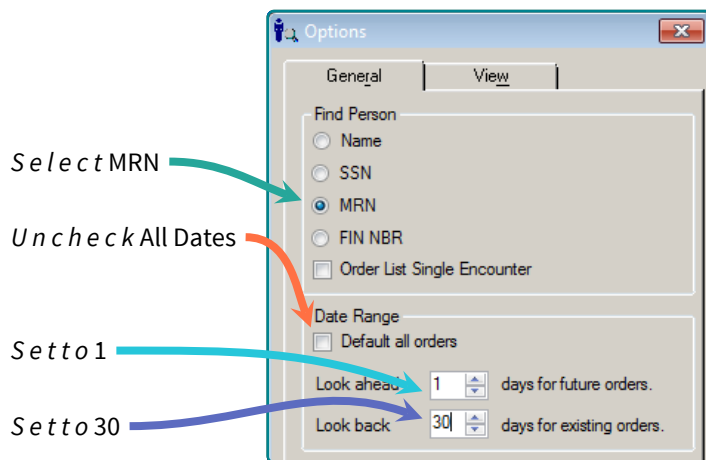 Options
General View
Find Person
Name
Select MRN
SSN
MRN
Uncheck All Dates
FIN NBR
Order List Single Encounter
Date Range
Default all orders
Set to 1
Look ahead 1 days for future orders.
Set to 30
Look back 30 days for existing orders.